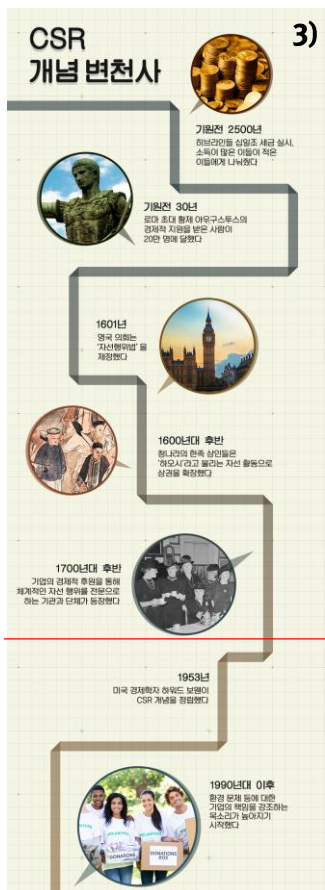 CSR
개념 변천사
3)
기원전 2500년
히브리인들 십일조 세금 실시,
소득이 많은 이들이 적은
이들에게 나눠줬다
기원전 30년
로마 초대 황제 아우구스투스의
경제적 지원을 받은 사람이
20만 명에 달했다
1601년
영국 의회는
'자선행위법' 을
제정했다
1600년대 후반
청나라의 한족 상인들은
'하오시'라고 불리는 자선 활동으로
상권을 확장했다
1700년대 후반
기업의 경제적 후원을 통해
체계적인 자선 행위를 전문으로
하는 기관과 단체가 등장했다
1953년
미국 경제학자 하워드 보웬이
CSR 개념을 정립했다
1990년대 이후
환경 문제 등에 대한
기업의 책임을 강조하는
목소리가 높아지기
시작했다
DONATIONS
DONATIONS
BOX